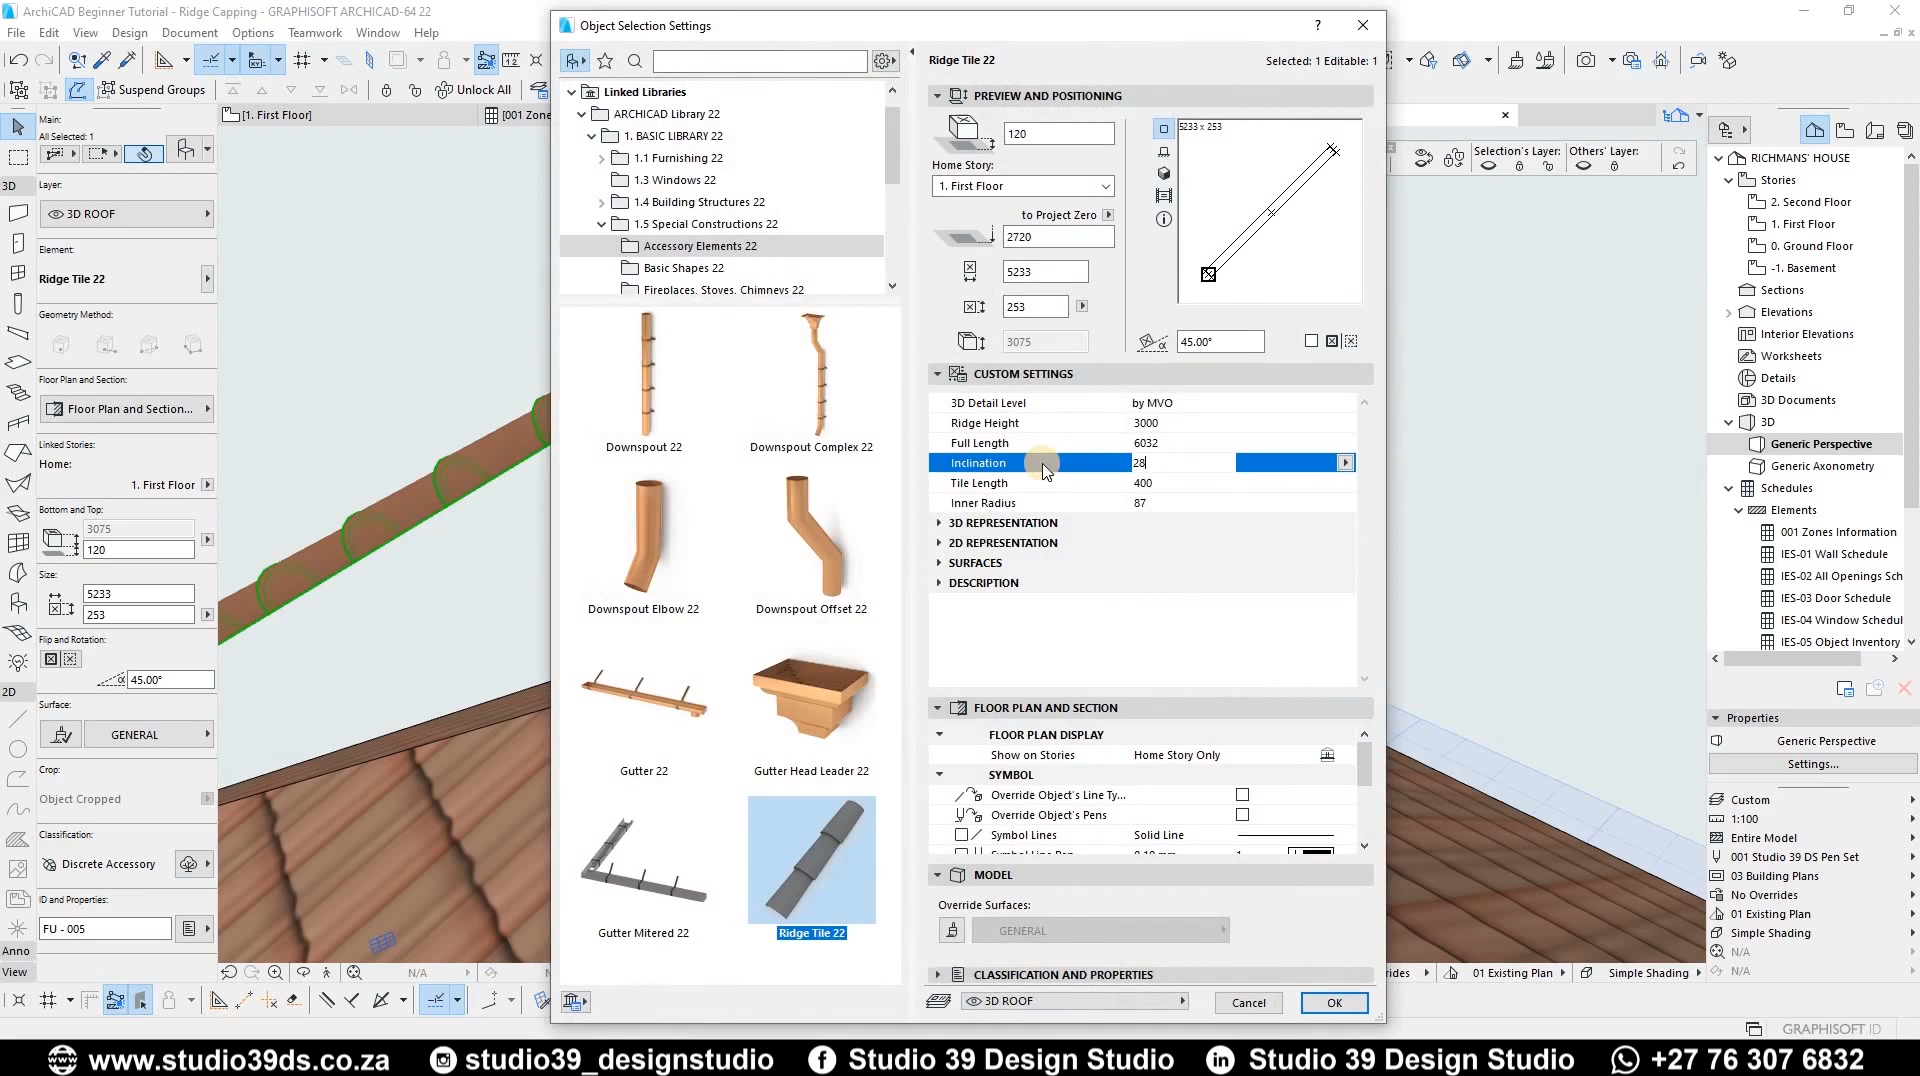 ArchiCAD Beginner Tutorial - Ridge Capping - GRAPHISOFT ARCHICAD-64 22
File Edit View Design Document Options Teamwork Window Help
Suspend Groups
Unlock All
[1. First Floor]
[001 Zones
Main:
All Selected: 1
3D
Layer:
3D ROOF
Element:
Ridge Tile 22
Geometry Method:
Floor Plan and Section:
Floor Plan and Section...
Linked Stories:
Home:
1. First Floor
Bottom and Top:
3075
120
Size:
5233
253
Flip and Rotation:
45.00°
2D
Surface:
GENERAL
Crop:
Object Cropped
Classification:
Discrete Accessory
ID and Properties:
FU - 005
Anno
View
N/A
Object Selection Settings
Linked Libraries
ARCHICAD Library 22
1. BASIC LIBRARY 22
1.1 Furnishing 22
1.3 Windows 22
1.4 Building Structures 22
1.5 Special Constructions 22
Accessory Elements 22
Basic Shapes 22
Fireplaces, Stoves, Chimneys 22
Downspout 22
Downspout Complex 22
Downspout Elbow 22
Downspout Offset 22
Gutter 22
Gutter Head Leader 22
Gutter Mitered 22
Ridge Tile 22
Ridge Tile 22
Selected: 1 Editable: 1
PREVIEW AND POSITIONING
120
Home Story:
1. First Floor
to Project Zero
2720
5233
253
3075
5233 x 253
45.00°
CUSTOM SETTINGS
3D Detail Level by MVO
Ridge Height 3000
Full Length 6032
Inclination 28
Tile Length 400
Inner Radius 87
3D REPRESENTATION
2D REPRESENTATION
SURFACES
DESCRIPTION
FLOOR PLAN AND SECTION
FLOOR PLAN DISPLAY
Show on Stories Home Story Only
SYMBOL
Override Object's Line Ty...
Override Object's Pens
Symbol Lines Solid Line
MODEL
Override Surfaces:
GENERAL
CLASSIFICATION AND PROPERTIES
3D ROOF
Cancel
OK
Selection's Layer:
Others' Layer:
RICHMANS' HOUSE
Stories
2. Second Floor
1. First Floor
0. Ground Floor
-1. Basement
Sections
Elevations
Interior Elevations
Worksheets
Details
3D Documents
3D
Generic Perspective
Generic Axonometry
Schedules
Elements
001 Zones Information
IES-01 Wall Schedule
IES-02 All Openings Sch
IES-03 Door Schedule
IES-04 Window Schedul
IES-05 Object Inventory
Properties
Generic Perspective
Settings...
Custom
1:100
Entire Model
001 Studio 39 DS Pen Set
03 Building Plans
No Overrides
01 Existing Plan
Simple Shading
N/A
N/A
rides
01 Existing Plan
Simple Shading
GRAPHISOFT ID
www.studio39ds.co.za studio39_designstudio Studio 39 Design Studio Studio 39 Design Studio +27 76 307 6832